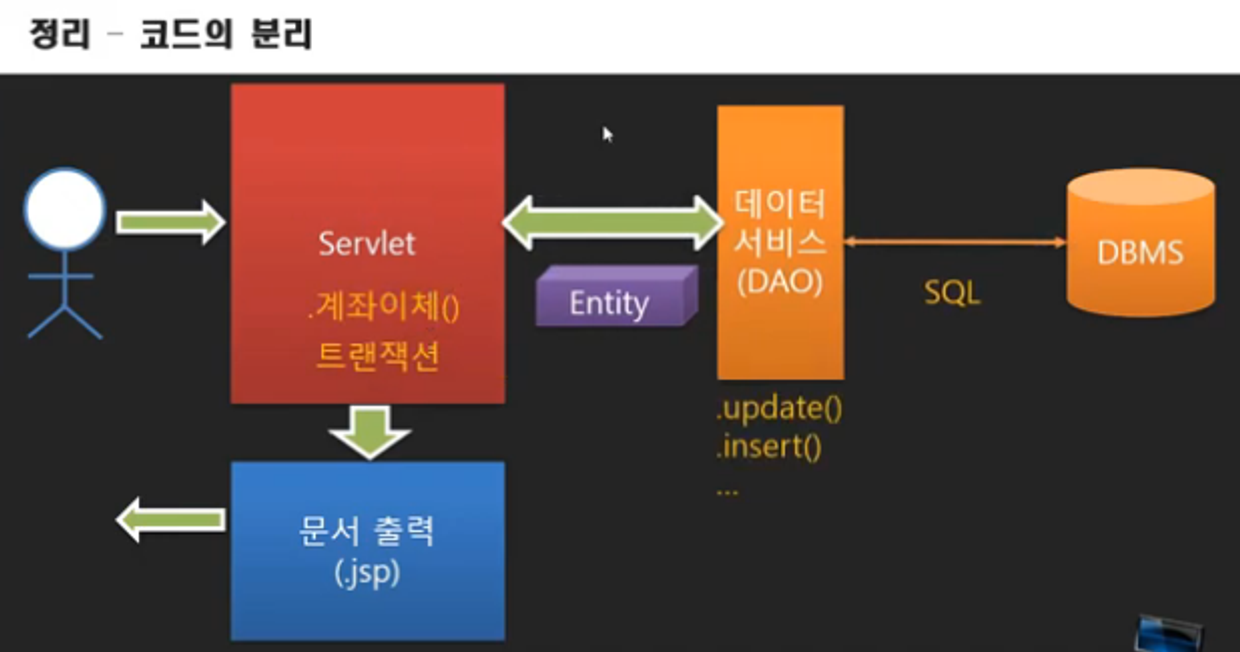 정리 – 코드의 분리
Servlet
.계좌이체()
트랜잭션
Entity
데이터
서비스
(DAO)
.update()
.insert()
...
SQL
DBMS
문서 출력
(.jsp)